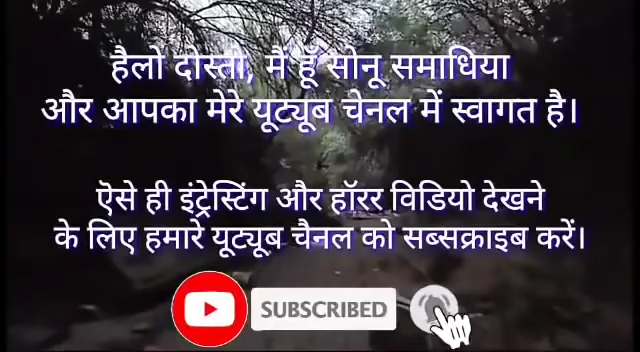 हैलो दोस्तों, मैं हूँ सोनू समाधिया
और आपका मेरे यूट्यूब चेनल में स्वागत है।
ऐसे ही इंट्रेस्टिंग और हॉरर विडियो देखने
के लिए हमारे यूट्यूब चैनल को सब्सक्राइब करें।
SUBSCRIBED